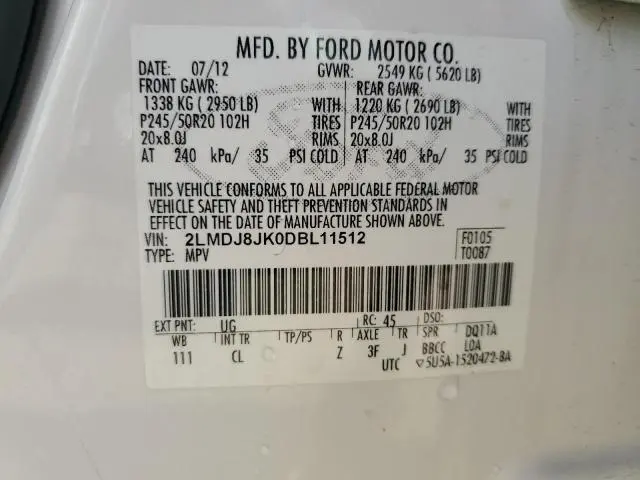 MFD. BY FORD MOTOR CO.
DATE: 07/12 GVWR: 2549 KG ( 5620 LB)
FRONT GAWR: REAR GAWR:
1338 KG ( 2950 LB) WITH 1220 KG ( 2690 LB) WITH
P245/50R20 102H TIRES P245/50R20 102H TIRES
20x8.0J RIMS 20x8.0J RIMS
AT 240 kPa/ 35 PSI COLD AT 240 kPa/ 35 PSI COLD
THIS VEHICLE CONFORMS TO ALL APPLICABLE FEDERAL MOTOR
VEHICLE SAFETY AND THEFT PREVENTION STANDARDS IN
EFFECT ON THE DATE OF MANUFACTURE SHOWN ABOVE.
VIN: 2LMDJ8JK0DBL11512 F0105
TYPE: MPV T0087
EXT PNT: UG RC: 45 DSO:
WB INT TR TP/PS R AXLE TR SPR DQ11A
111 CL Z 3F J BBCC LOA
UTC ▽5U5A-1520472-BA